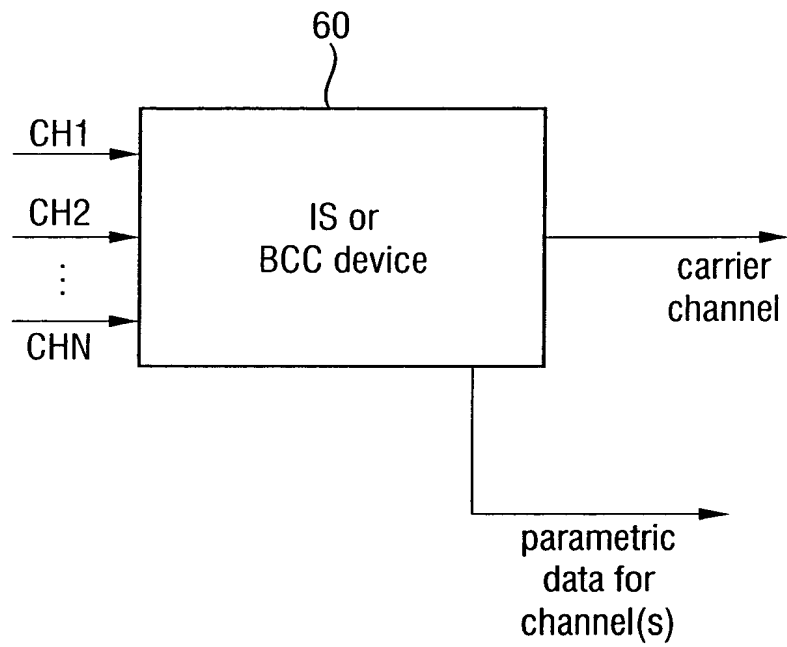 60
CH1
CH2
⋮
CHN
IS or
BCC device
carrier
channel
parametric
data for
channel(s)